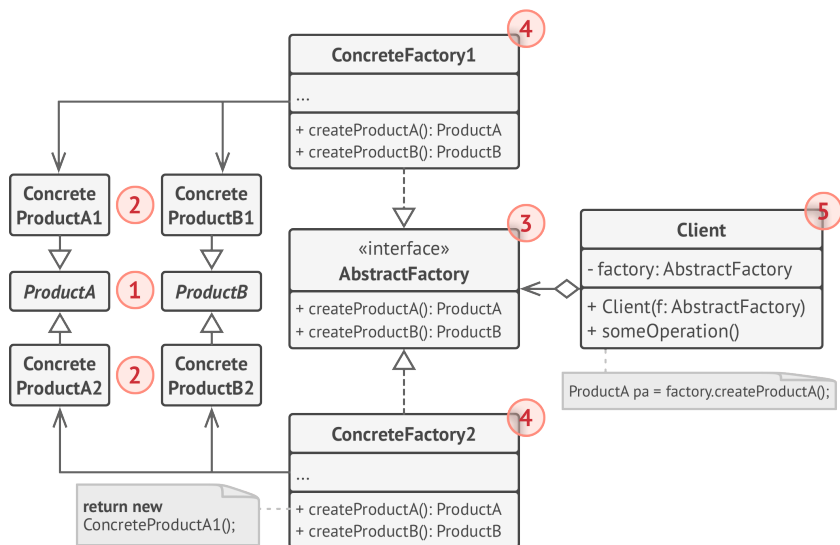 4
ConcreteFactory1
...
+ createProductA(): ProductA
+ createProductB(): ProductB
Concrete
ProductA1
2
Concrete
ProductB1
3
«interface»
AbstractFactory
+ createProductA(): ProductA
+ createProductB(): ProductB
5
Client
- factory: AbstractFactory
+ Client(f: AbstractFactory)
+ someOperation()
ProductA
1
ProductB
Concrete
ProductA2
2
Concrete
ProductB2
ProductA pa = factory.createProductA();
4
ConcreteFactory2
...
+ createProductA(): ProductA
+ createProductB(): ProductB
return new
ConcreteProductA1();